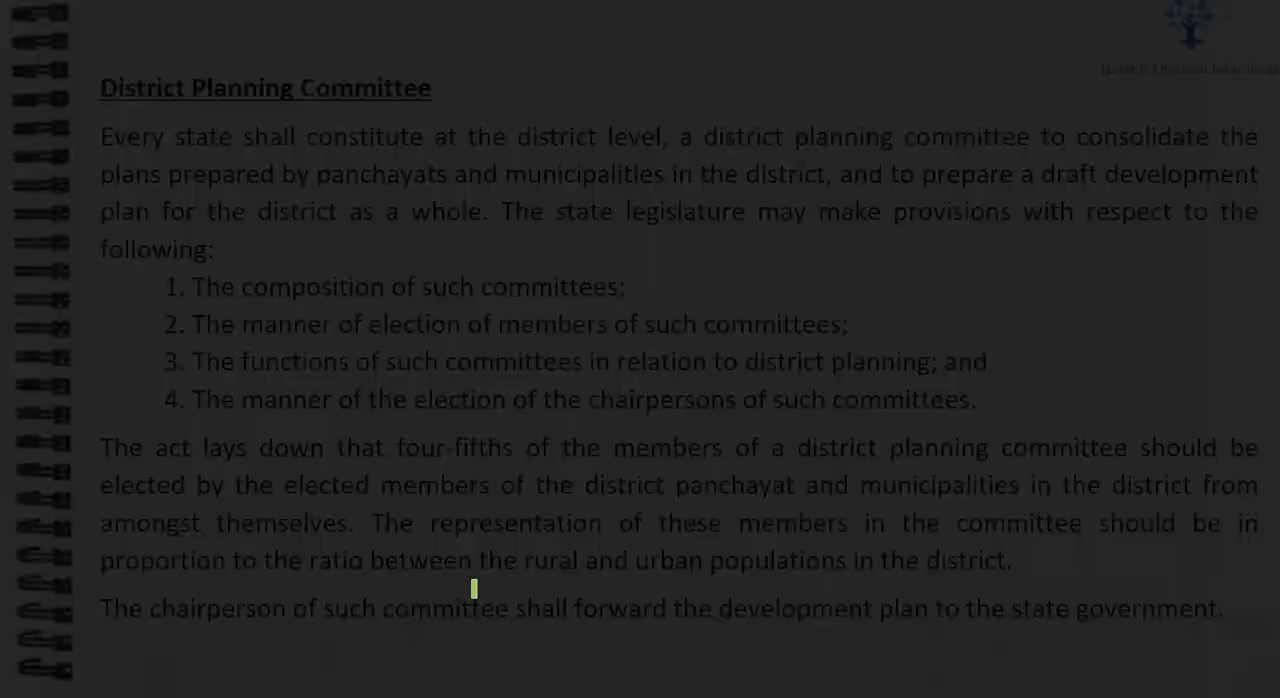 District Planning Committee
Every state shall constitute at the district level, a district planning committee to consolidate the
plans prepared by panchayats and municipalities in the district, and to prepare a draft development
plan for the district as a whole. The state legislature may make provisions with respect to the
following:
1. The composition of such committees;
2. The manner of election of members of such committees;
3. The functions of such committees in relation to district planning; and
4. The manner of the election of the chairpersons of such committees.
The act lays down that four-fifths of the members of a district planning committee should be
elected by the elected members of the district panchayat and municipalities in the district from
amongst themselves. The representation of these members in the committee should be in
proportion to the ratio between the rural and urban populations in the district.
The chairperson of such committee shall forward the development plan to the state government.